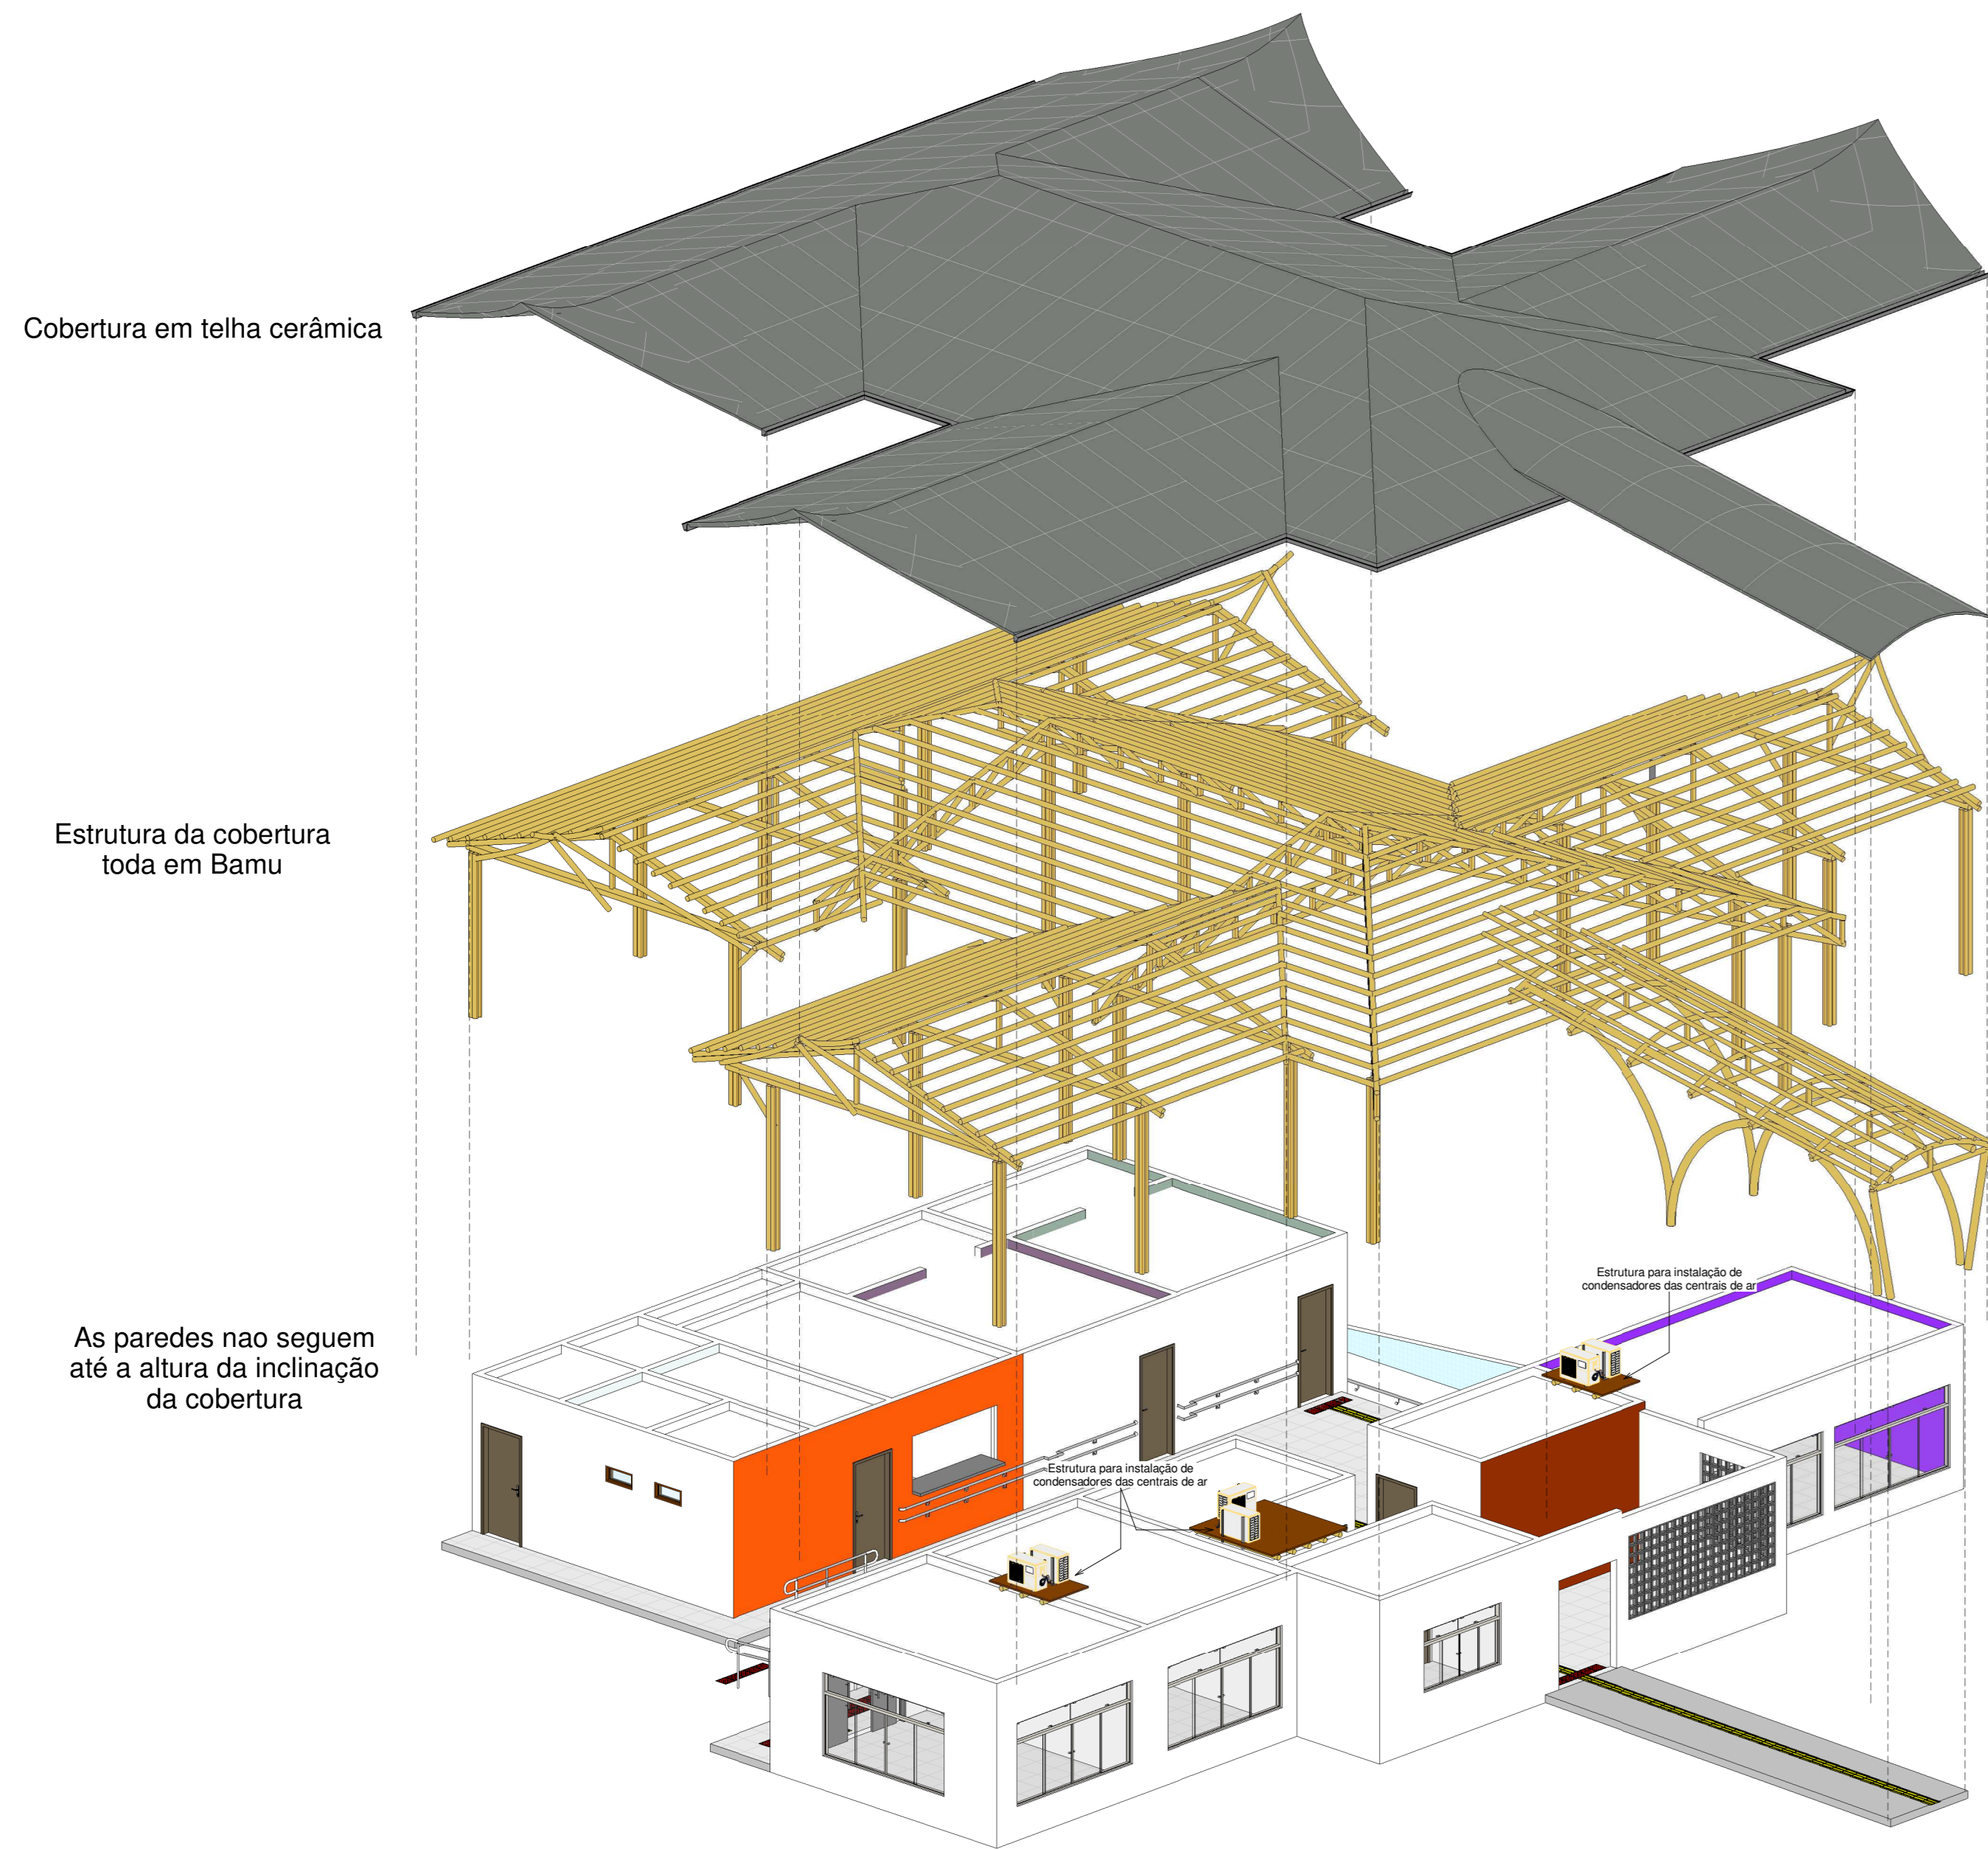 Cobertura em telha cerâmica
Estrutura da cobertura
toda em Bamu
Estrutura para instalação de
condensadores das centrais de ar
As paredes nao seguem
até a altura da inclinação
da cobertura
Estrutura para instalação de
condensadores das centrais de ar